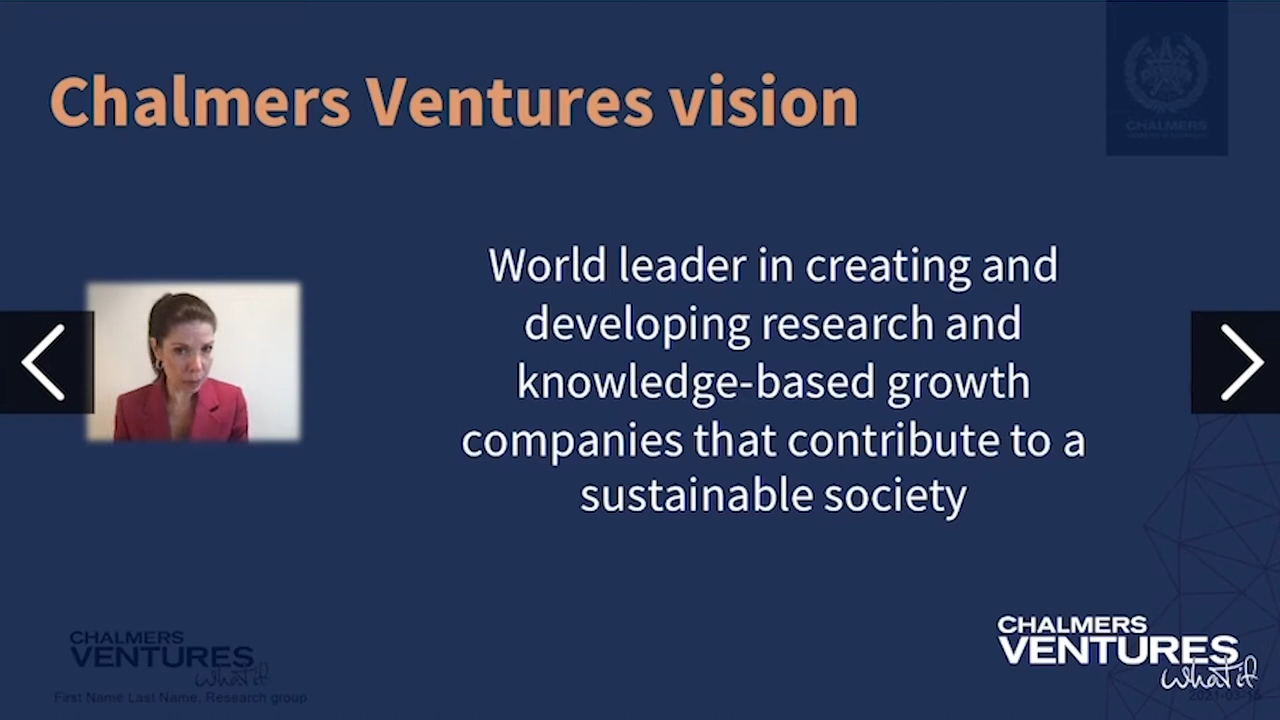 Chalmers Ventures vision
CHALMERS
World leader in creating and
developing research and
knowledge-based growth
companies that contribute to a
sustainable society
CHALMERS
VENTURES
what if
First Name Last Name, Research group
CHALMERS
VENTURES
what if